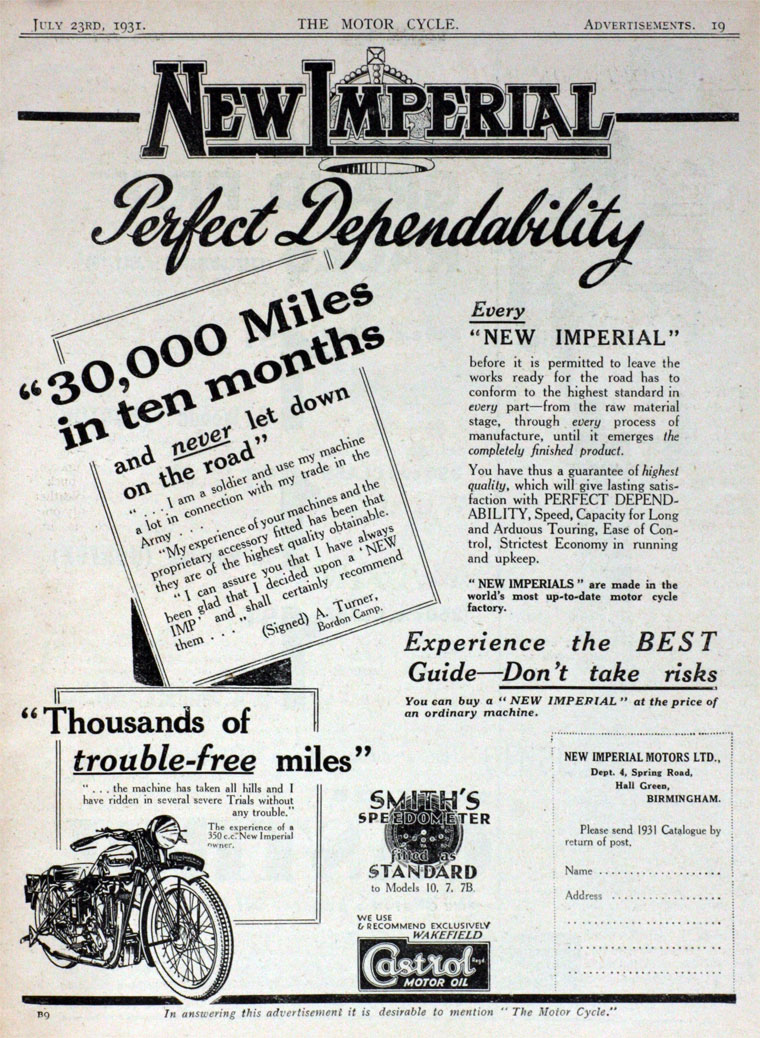 JULY 23RD, 1931.
THE MOTOR CYCLE.
ADVERTISEMENTS. 19
NEW IMPERIAL
Perfect Dependability
"30,000 Miles
in ten months
and never let down
on the road"
". . . I am a soldier and use my machine
a lot in connection with my trade in the
Army . . .
"My experience of your machines and the
proprietary accessory fitted has been that
they are of the highest quality obtainable.
"I can assure you that I have always
been glad that I decided upon a 'NEW
IMP,' and shall certainly recommend
them . . . ."
(Signed) A. Turner,
Bordon Camp.
Every
"NEW IMPERIAL"
before it is permitted to leave the
works ready for the road has to
conform to the highest standard in
every part—from the raw material
stage, through every process of
manufacture, until it emerges the
completely finished product.
You have thus a guarantee of highest
quality, which will give lasting satis-
faction with PERFECT DEPEND-
ABILITY, Speed, Capacity for Long
and Arduous Touring, Ease of Con-
trol, Strictest Economy in running
and upkeep.
"NEW IMPERIALS" are made in the
world's most up-to-date motor cycle
factory.
Experience the BEST
Guide—Don't take risks
You can buy a "NEW IMPERIAL" at the price of
an ordinary machine.
"Thousands of
trouble-free miles"
". . . the machine has taken all hills and I
have ridden in several severe Trials without
any trouble."
The experience of a
350 c.c. New Imperial
owner.
SMITH'S
SPEEDOMETER
fitted as
STANDARD
to Models 10, 7, 7B.
WE USE
& RECOMMEND EXCLUSIVELY
WAKEFIELD
Castrol Regd
MOTOR OIL
NEW IMPERIAL MOTORS LTD.,
Dept. 4, Spring Road,
Hall Green,
BIRMINGHAM.
Please send 1931 Catalogue by
return of post.
Name ......................
Address ...................
B9
In answering this advertisement it is desirable to mention "The Motor Cycle."